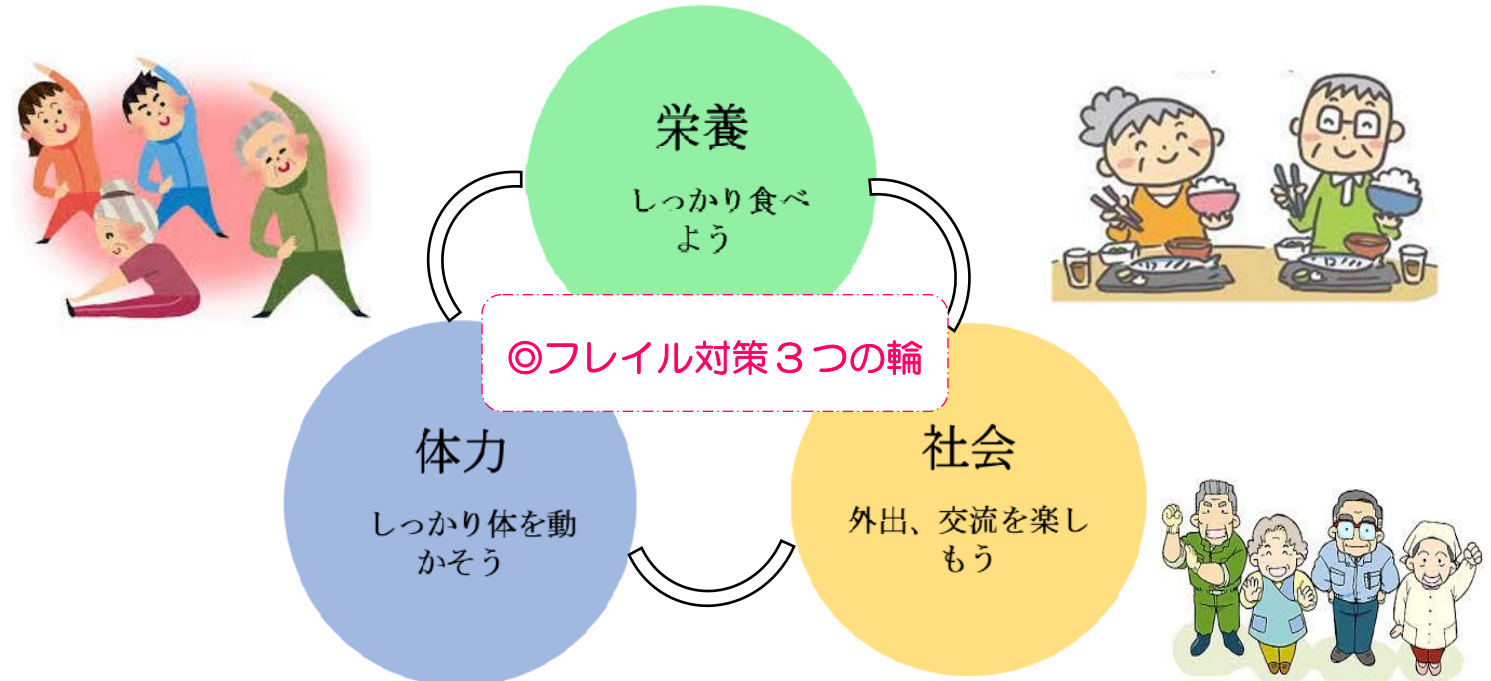 栄養
しっかり食べ
よう
◎フレイル対策３つの輪
体力
しっかり体を動
かそう
社会
外出、交流を楽し
もう